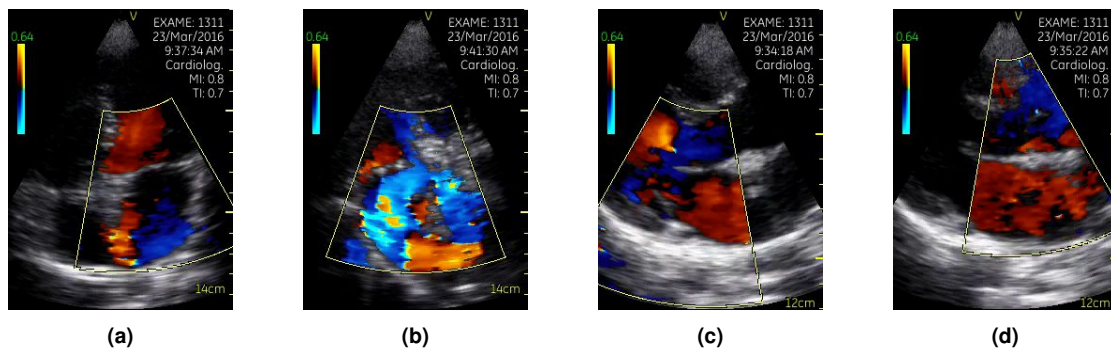 V
EXAME: 1311
23/Mar/2016
9:37:34 AM
Cardiolog.
MI: 0.8
TI: 0.7
0.64
14cm
(a)
V
EXAME: 1311
23/Mar/2016
9:41:30 AM
Cardiolog.
MI: 0.8
TI: 0.7
0.64
14cm
(b)
V
EXAME: 1311
23/Mar/2016
9:34:18 AM
Cardiolog.
MI: 0.8
TI: 0.7
0.64
12cm
(c)
V
EXAME: 1311
23/Mar/2016
9:35:22 AM
Cardiolog.
MI: 0.8
TI: 0.7
0.64
12cm
(d)